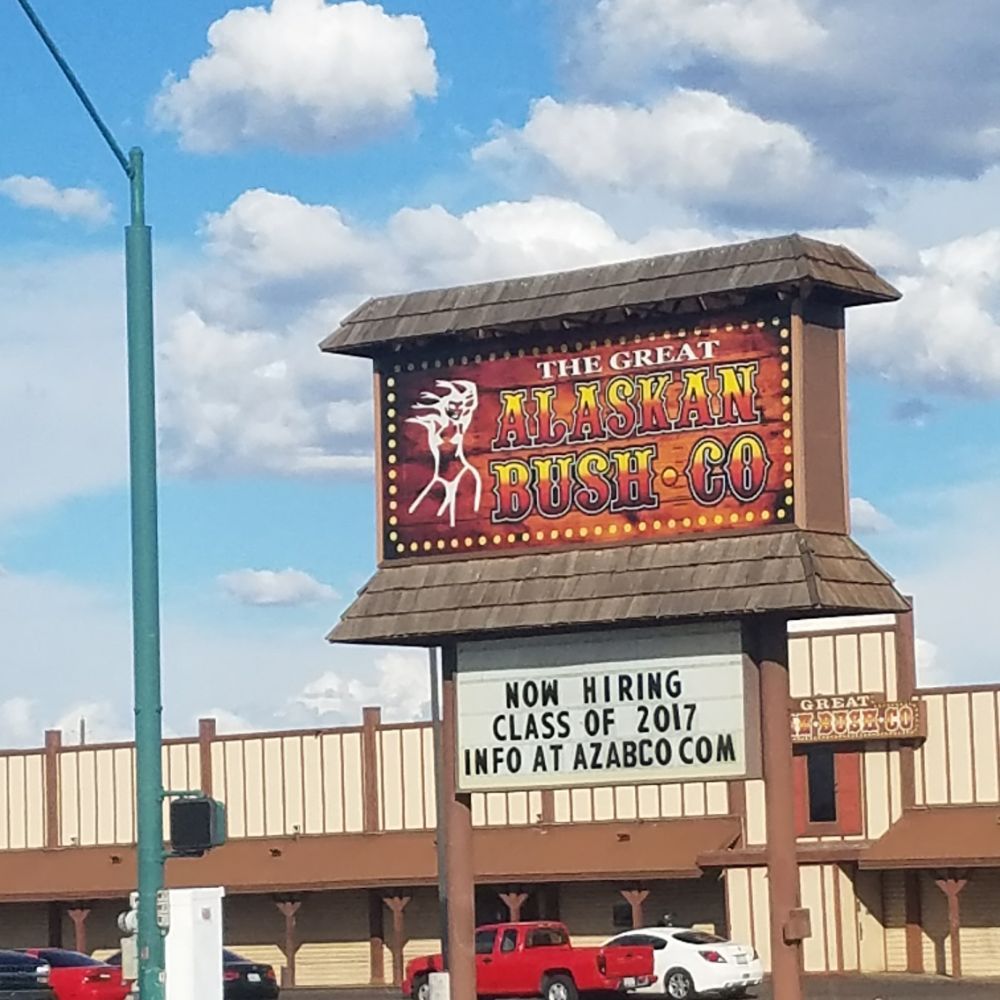 THE GREAT
ALASKAN
BUSH • CO
NOW HIRING
CLASS OF 2017
INFO AT AZABCO COM
GREAT
BUSH·CO